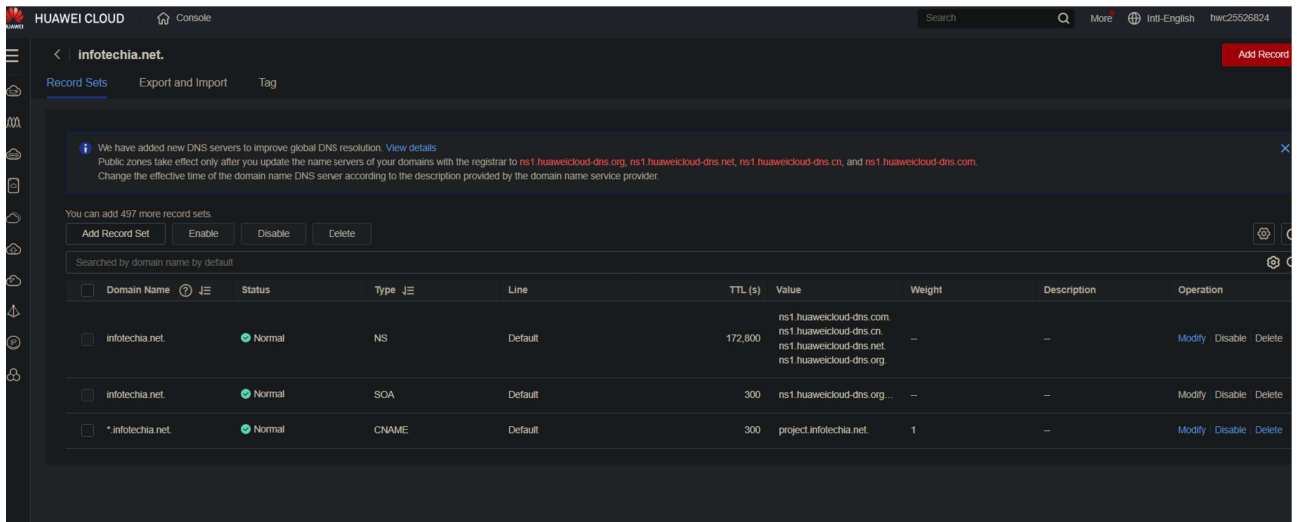 HUAWEI
HUAWEI CLOUD Console Search More Intl-English hwc25526824
< infotechia.net. Add Record
Record Sets Export and Import Tag
We have added new DNS servers to improve global DNS resolution. View details
Public zones take effect only after you update the name servers of your domains with the registrar to ns1.huaweicloud-dns.org, ns1.huaweicloud-dns.net, ns1.huaweicloud-dns.cn, and ns1.huaweicloud-dns.com.
Change the effective time of the domain name DNS server according to the description provided by the domain name service provider.
You can add 497 more record sets.
Add Record Set Enable Disable Delete
Searched by domain name by default
Domain Name Status Type Line TTL (s) Value Weight Description Operation
infotechia.net. Normal NS Default 172,800 ns1.huaweicloud-dns.com. -- -- Modify Disable Delete
ns1.huaweicloud-dns.cn.
ns1.huaweicloud-dns.net.
ns1.huaweicloud-dns.org.
infotechia.net. Normal SOA Default 300 ns1.huaweicloud-dns.org... -- -- Modify Disable Delete
*.infotechia.net. Normal CNAME Default 300 project.infotechia.net. 1 -- Modify Disable Delete